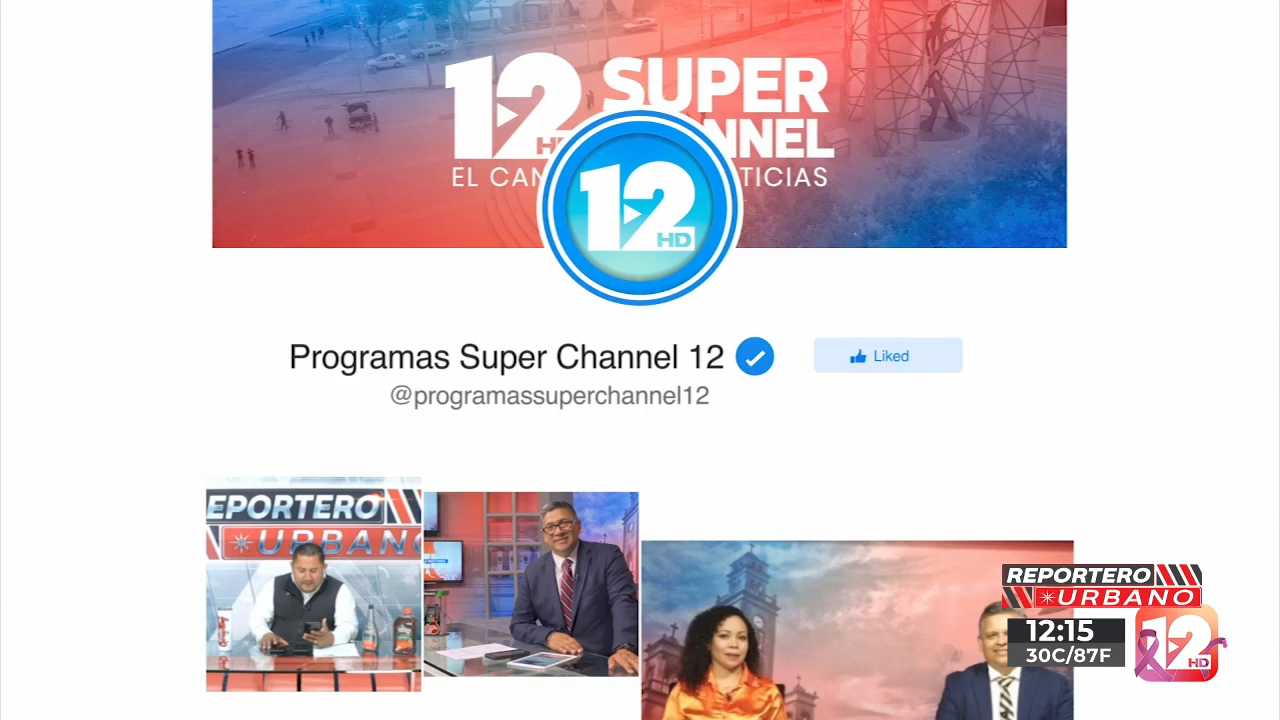 12 SUPER
HD
EL CAN TICIAS
12
HD
Programas Super Channel 12
Liked
@programassuperchannel12
EPORTERO
URBANO
REPORTERO
URBANO
12:15
30C/87F
12
HD